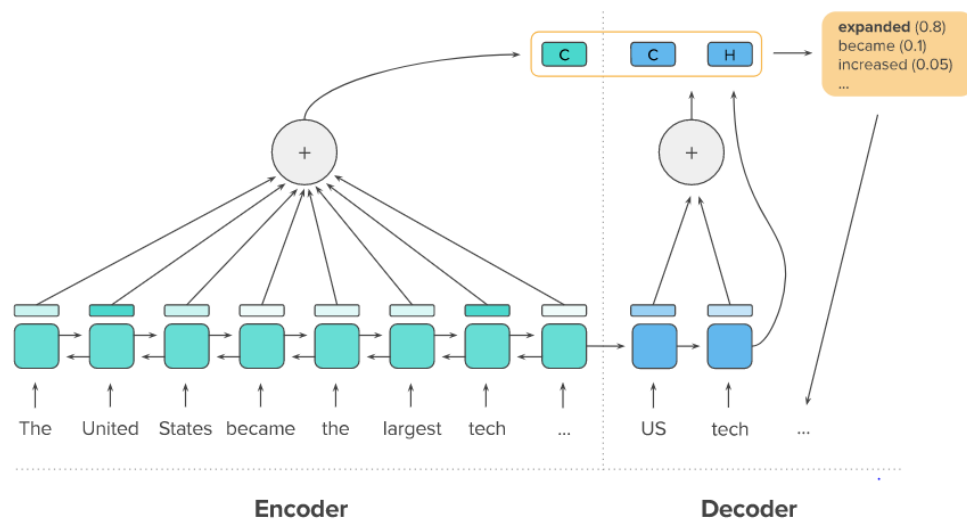 C C H
expanded (0.8)
became (0.1)
increased (0.05)
...
+ +
The United States became the largest tech ... US tech ...
Encoder Decoder